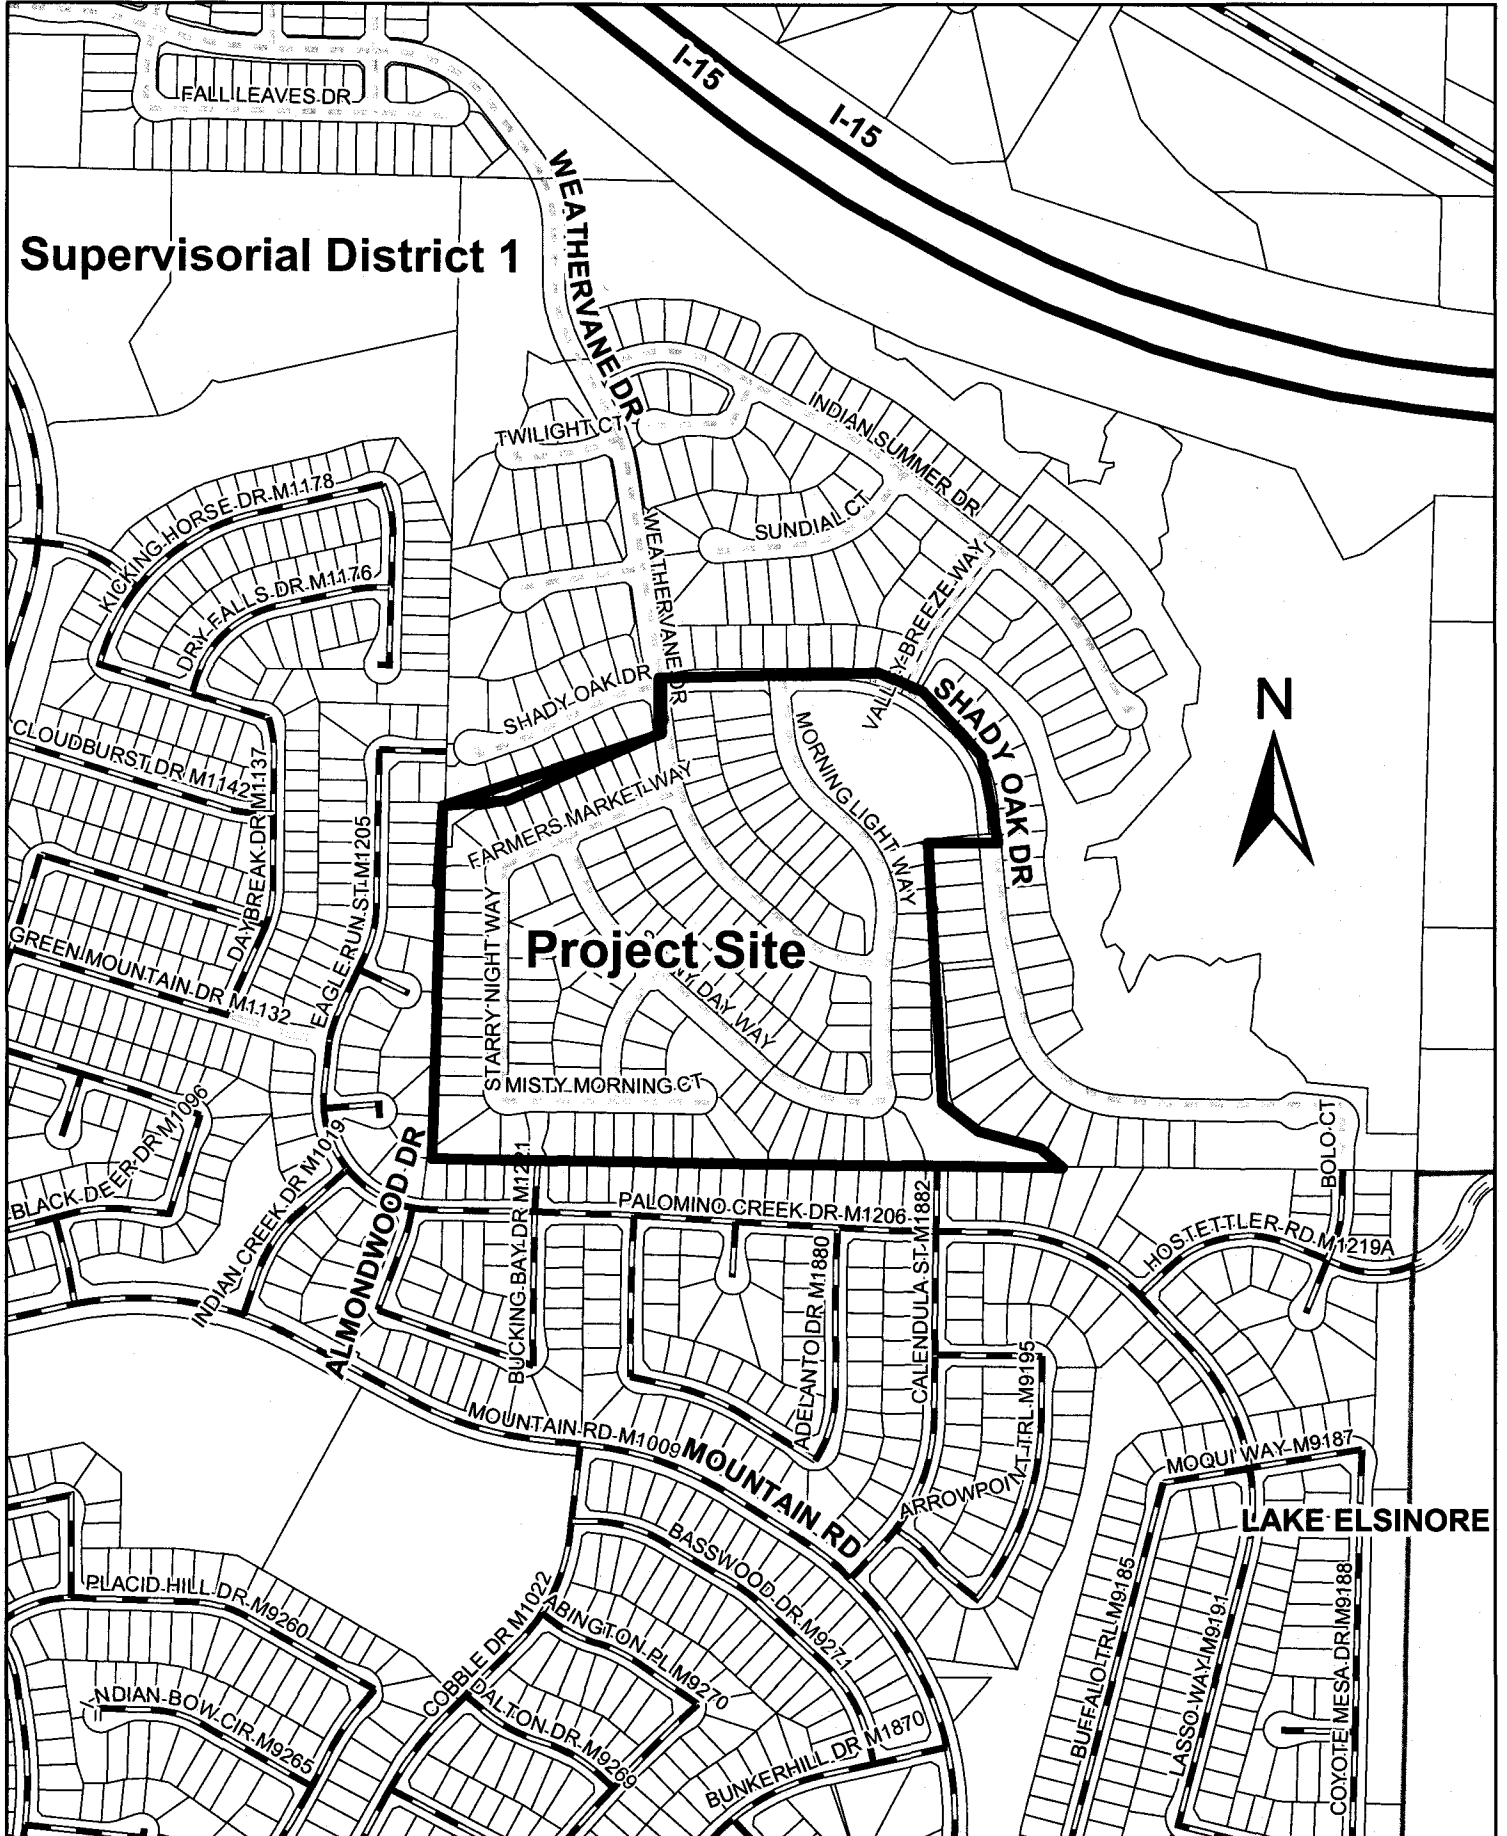 I-15
I-15
FALL LEAVES DR
WEATHERVANE DR
Supervisorial District 1
TWILIGHT CT
INDIAN SUMMER DR
KICKING HORSE DR M1178
SUNDIAL CT
WEATHERVANE DR
DRY FALLS DR M1176
VALLEY BREEZE WAY
SHADY OAK DR
SHADY OAK DR
N
MORNING LIGHT WAY
CLOUDBURST DR M1142
DAYBREAK DR M1137
FARMERS MARKET WAY
EAGLE RUN ST M1205
STARRY NIGHT WAY
Project Site
GREEN MOUNTAIN DR M1132
NY DAY WAY
MISTY MORNING CT
BLACK DEER DR M1096
INDIAN CREEK DR M1019
ALMONDWOOD DR
BUCKING BAY DR M1221
PALOMINO CREEK DR M1206
CALENDULA ST M1882
BOLO CT
HOSTETTLER RD M1219A
ADELANTO DR M1880
ARROWPOINT TRL M9195
MOUNTAIN RD M1009
MOUNTAIN RD
MOQUI WAY M9187
LAKE ELSINORE
BASSWOOD DR M9271
PLACID HILL DR M9260
COBBLE DR M1022
ABINGTON PL M9270
BUFFALO TRL M9185
LASSO WAY M9191
COYOTE MESA DR M9188
INDIAN BOW CIR M9265
DALTON DR M9269
BUNKERHILL DR M1870